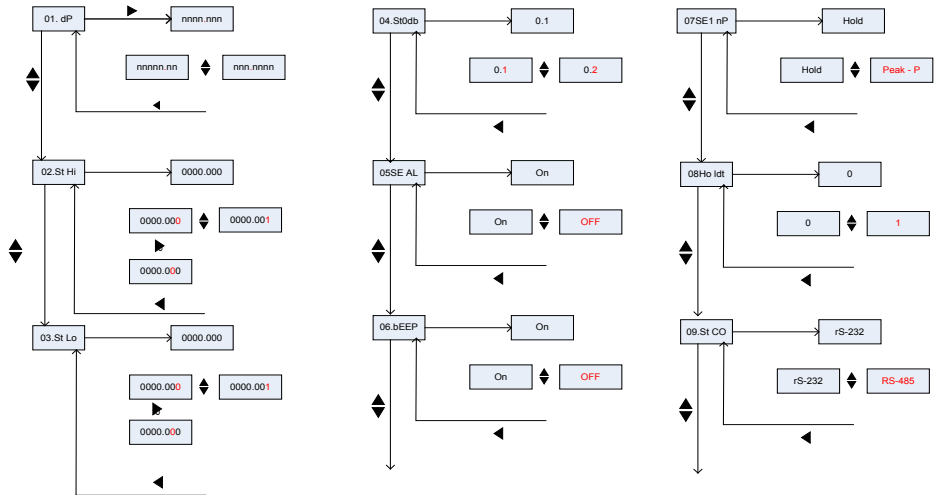 01. dP
nnnn.nnn
nnnnn.nn
nnn.nnnn
02.St Hi
0000.000
0000.000
0000.001
0000.000
03.St Lo
0000.000
0000.000
0000.001
0000.000
04.St0db
0.1
0.1
0.2
05SE AL
On
On
OFF
06.bEEP
On
On
OFF
07SE1 nP
Hold
Hold
Peak - P
08Ho ldt
0
0
1
09.St CO
rS-232
rS-232
RS-485